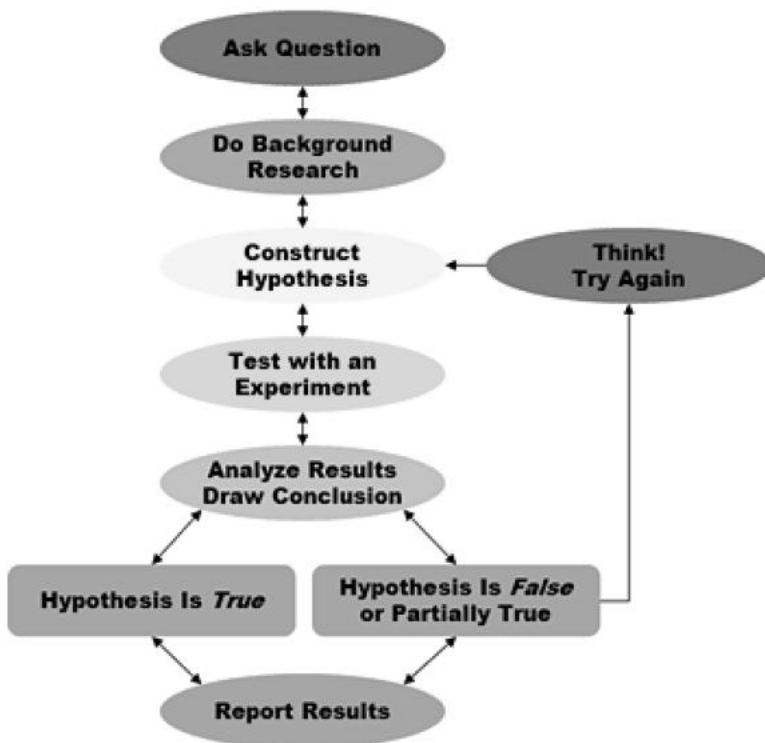 Ask Question
Do Background
Research
Construct
Hypothesis
Think!
Try Again
Test with an
Experiment
Analyze Results
Draw Conclusion
Hypothesis Is True
Hypothesis Is False
or Partially True
Report Results